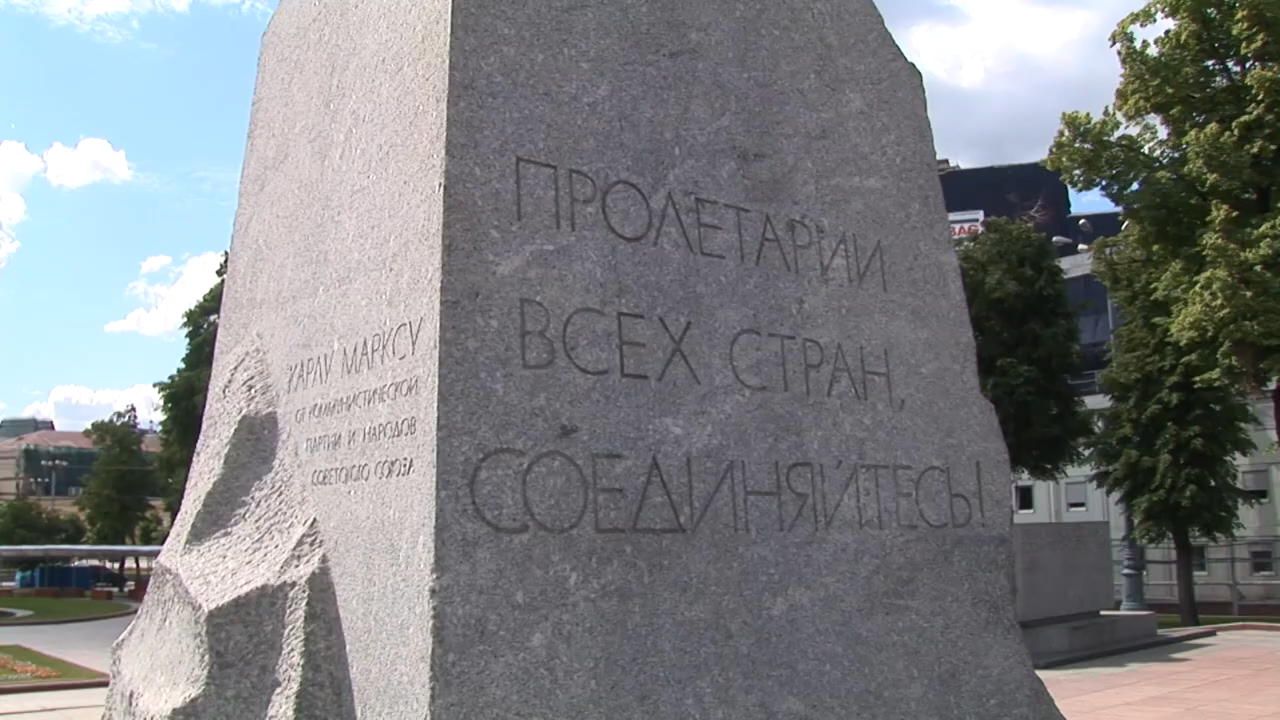 КАРЛУ МАРКСУ
ОТ КОММУНИСТИЧЕСКОЙ
ПАРТИИ И НАРОДОВ
СОВЕТСКОГО СОЮЗА
ПРОЛЕТАРИИ
ВСЕХ СТРАН,
СОЕДИНЯЙТЕСЬ!